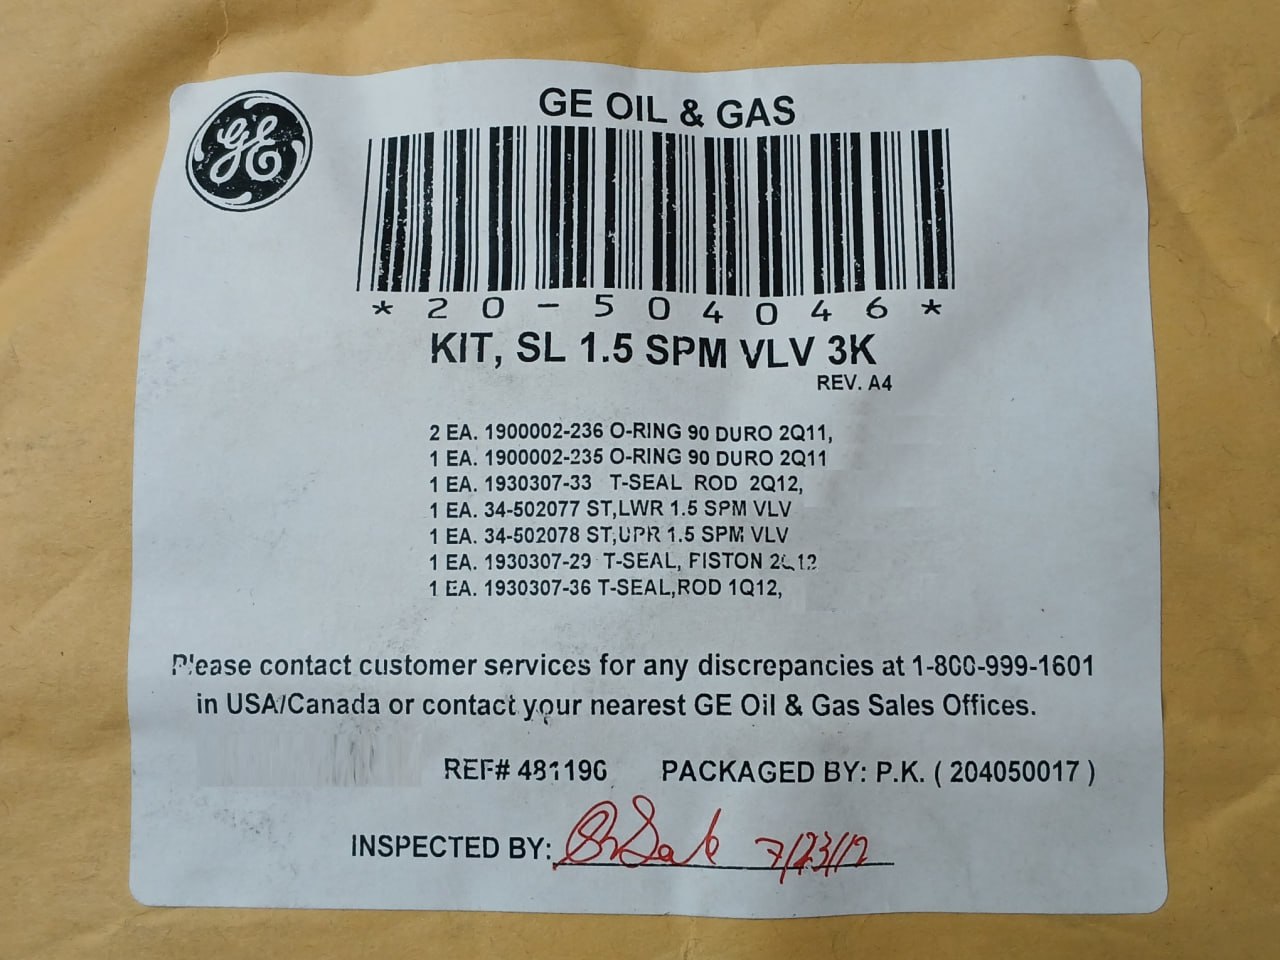 GE
GE OIL & GAS
*20-504046*
KIT, SL 1.5 SPM VLV 3K
REV. A4
2 EA. 1900002-236 O-RING 90 DURO 2Q11,
1 EA. 1900002-235 O-RING 90 DURO 2Q11
1 EA. 1930307-33 T-SEAL ROD 2Q12,
1 EA. 34-502077 ST,LWR 1.5 SPM VLV
1 EA. 34-502078 ST,UPR 1.5 SPM VLV
1 EA. 1930307-29 T-SEAL, PISTON 2Q12
1 EA. 1930307-36 T-SEAL,ROD 1Q12,
Please contact customer services for any discrepancies at 1-800-999-1601
in USA/Canada or contact your nearest GE Oil & Gas Sales Offices.
REF# 481190 PACKAGED BY: P.K. ( 204050017 )
INSPECTED BY: 7/23/12